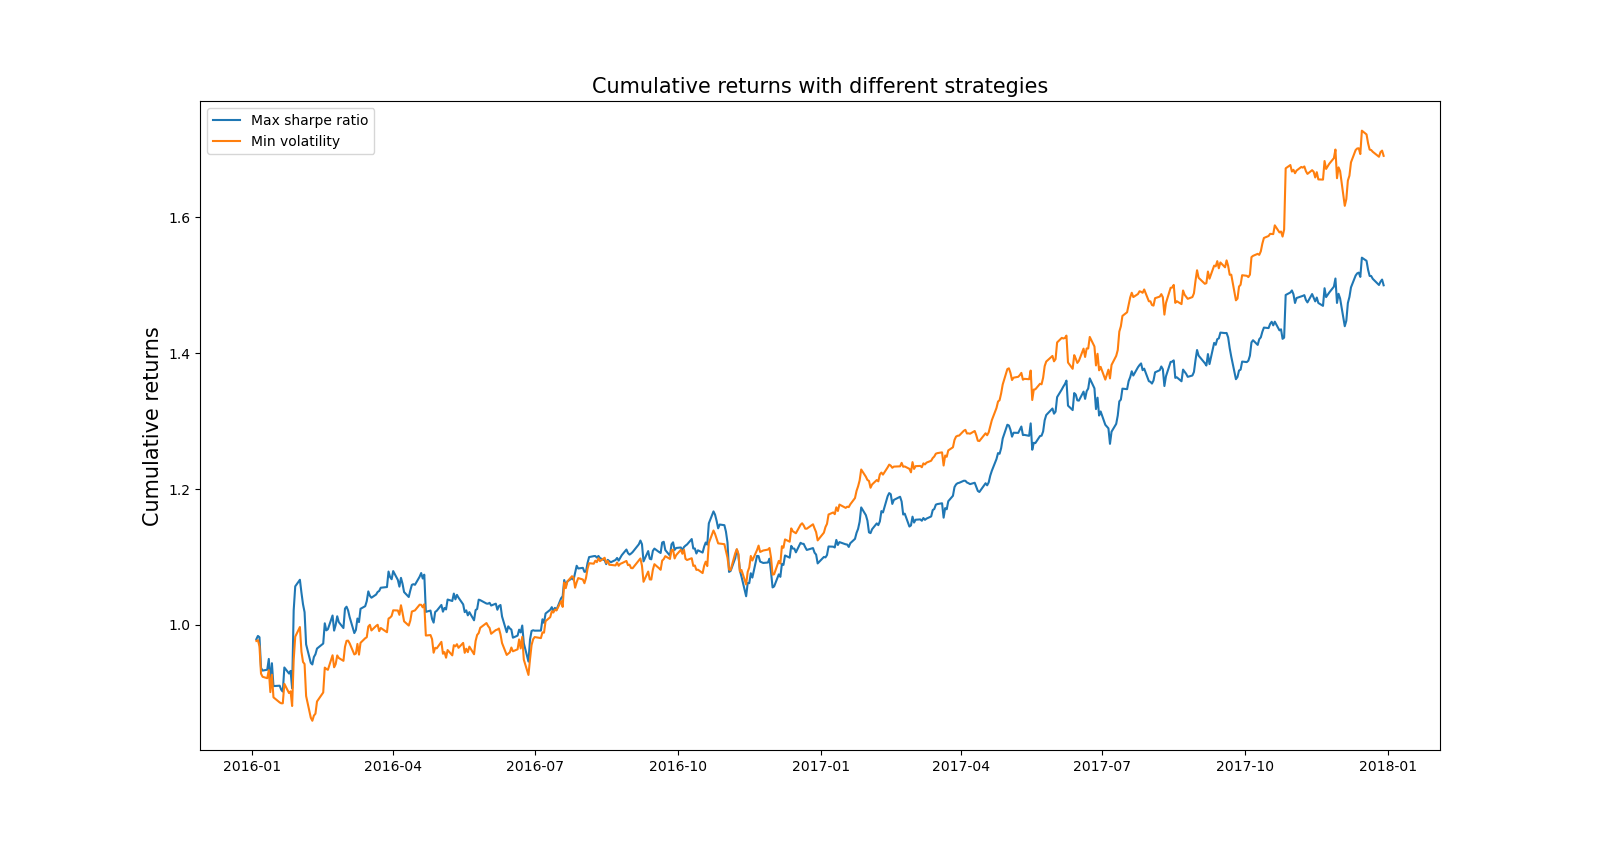 Cumulative returns with different strategies
Max sharpe ratio
Min volatility
Cumulative returns
1.6
1.4
1.2
1.0
2016-01 2016-04 2016-07 2016-10 2017-01 2017-04 2017-07 2017-10 2018-01